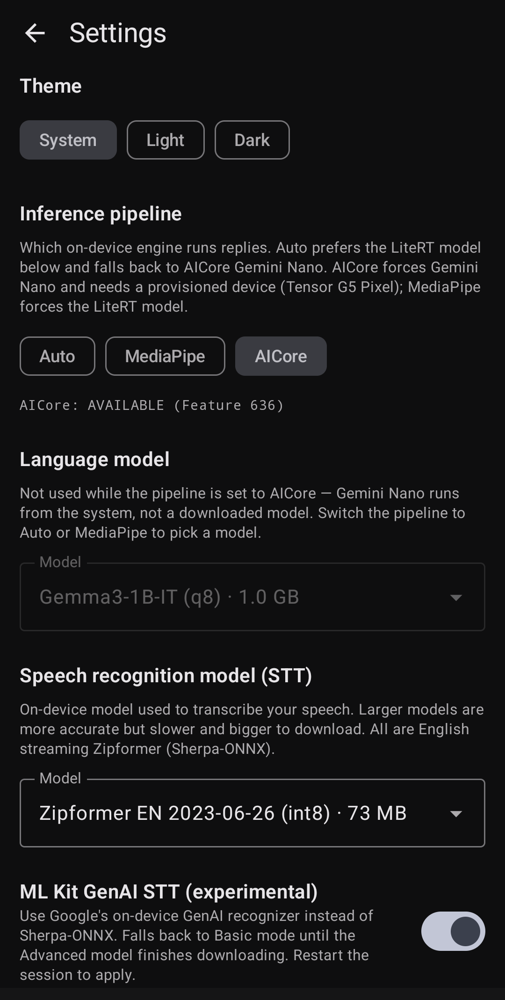 Settings
Theme
System
Light
Dark
Inference pipeline
Which on-device engine runs replies. Auto prefers the LiteRT model
below and falls back to AICore Gemini Nano. AICore forces Gemini
Nano and needs a provisioned device (Tensor G5 Pixel); MediaPipe
forces the LiteRT model.
Auto
MediaPipe
AICore
AICore: AVAILABLE (Feature 636)
Language model
Not used while the pipeline is set to AICore — Gemini Nano runs
from the system, not a downloaded model. Switch the pipeline to
Auto or MediaPipe to pick a model.
Model
Gemma3-1B-IT (q8) · 1.0 GB
Speech recognition model (STT)
On-device model used to transcribe your speech. Larger models are
more accurate but slower and bigger to download. All are English
streaming Zipformer (Sherpa-ONNX).
Model
Zipformer EN 2023-06-26 (int8) · 73 MB
ML Kit GenAI STT (experimental)
Use Google's on-device GenAI recognizer instead of
Sherpa-ONNX. Falls back to Basic mode until the
Advanced model finishes downloading. Restart the
session to apply.